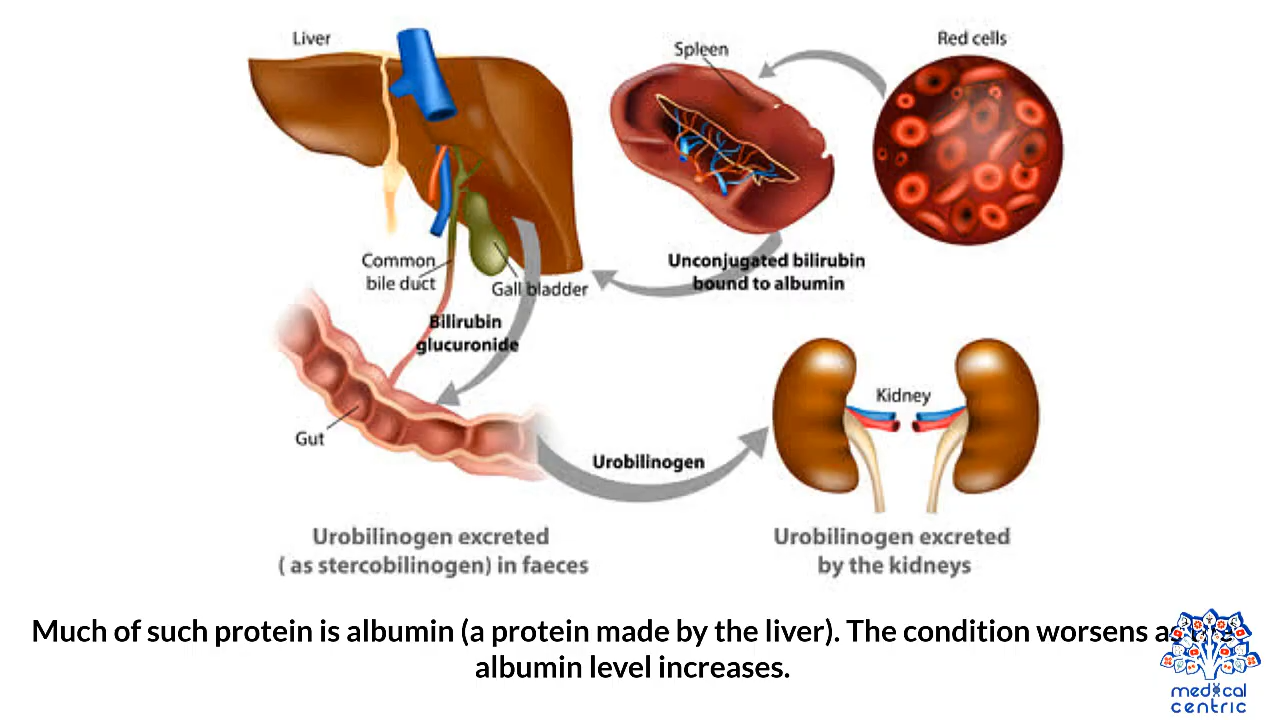 Liver
Spleen
Red cells
Common
bile duct
Gall bladder
Unconjugated bilirubin
bound to albumin
Bilirubin
glucuronide
Gut
Kidney
Urobilinogen
Urobilinogen excreted
( as stercobilinogen) in faeces
Urobilinogen excreted
by the kidneys
Much of such protein is albumin (a protein made by the liver). The condition worsens as the
albumin level increases.
medical
centric